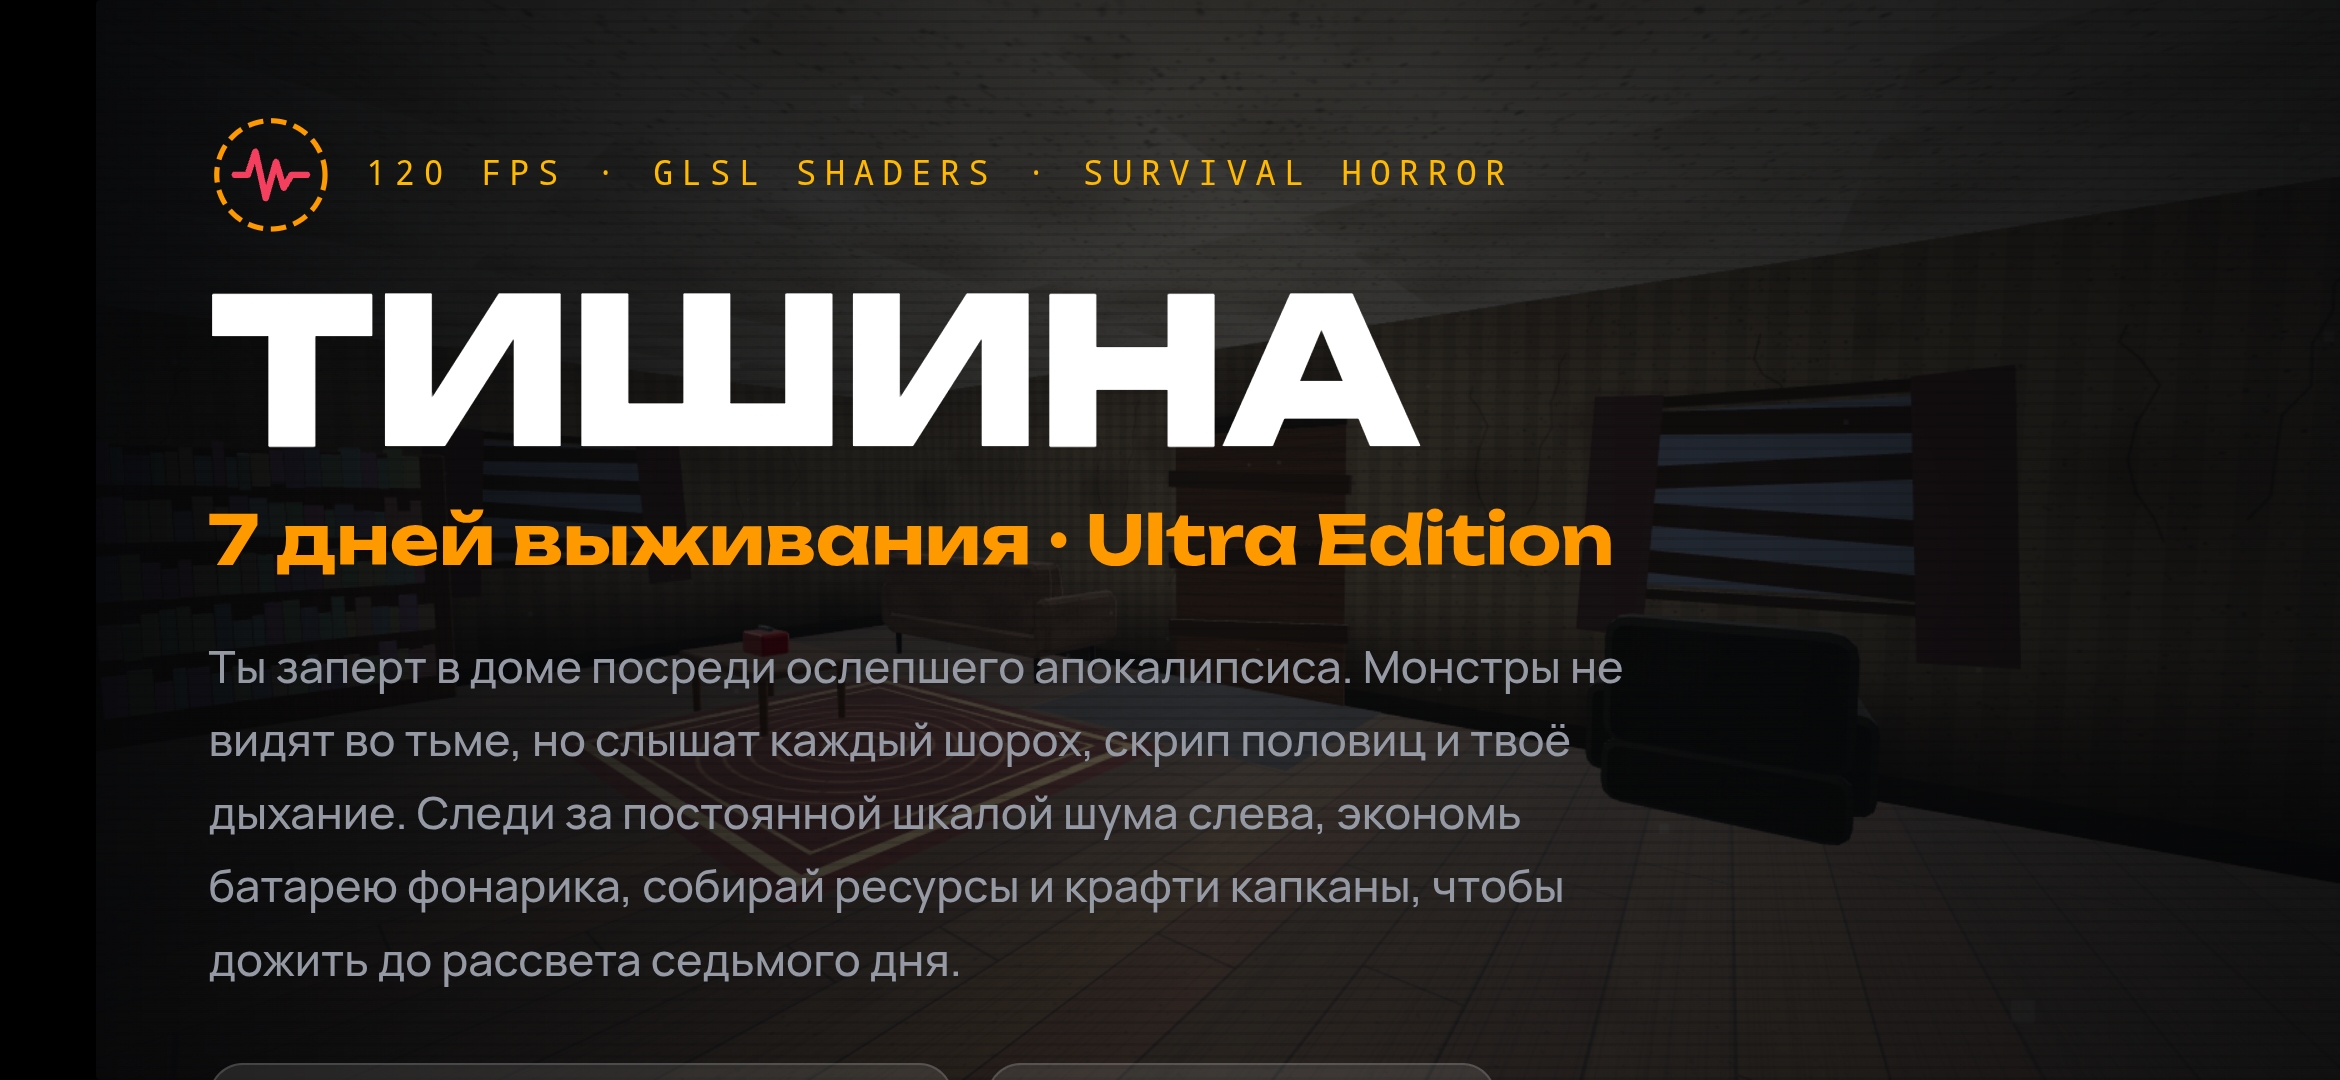 120 FPS · GLSL SHADERS · SURVIVAL HORROR
ТИШИНА
7 дней выживания · Ultra Edition
Ты заперт в доме посреди ослепшего апокалипсиса. Монстры не
видят во тьме, но слышат каждый шорох, скрип половиц и твоё
дыхание. Следи за постоянной шкалой шума слева, экономь
батарею фонарика, собирай ресурсы и крафти капканы, чтобы
дожить до рассвета седьмого дня.